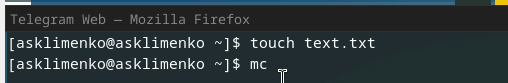 Telegram Web — Mozilla Firefox
[asklimenko@asklimenko ~]$ touch text.txt
[asklimenko@asklimenko ~]$ mc